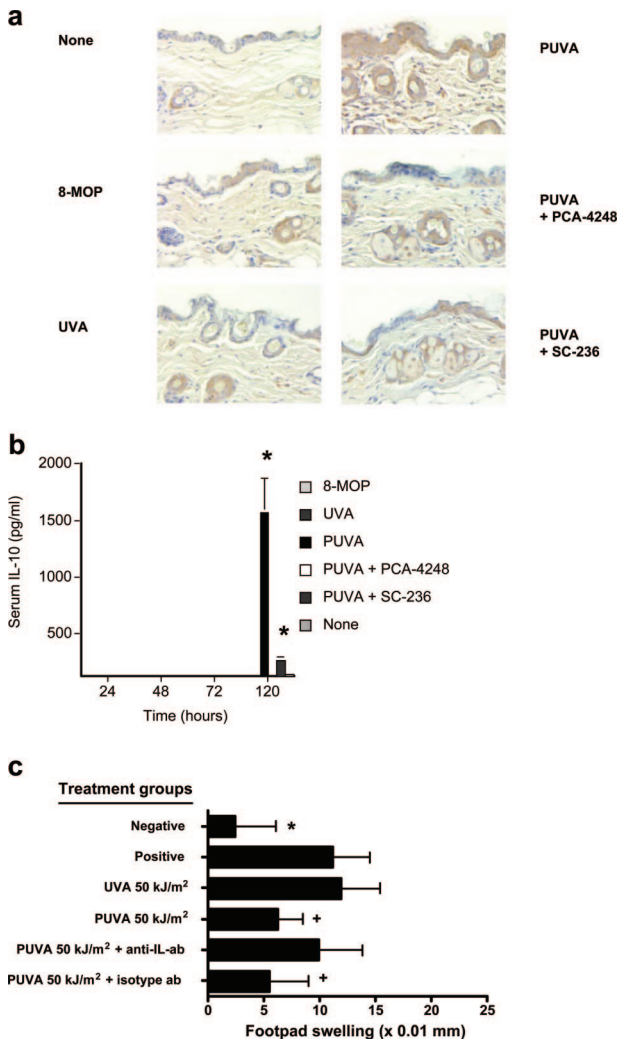 a
None
PUVA
8-MOP
PUVA
+ PCA-4248
UVA
PUVA
+ SC-236
b
2000
1500
1000
500
Serum IL-10 (pg/ml)
*
*
8-MOP
UVA
PUVA
PUVA + PCA-4248
PUVA + SC-236
None
24 48 72 120
Time (hours)
c
Treatment groups
Negative
*
Positive
UVA 50 kJ/m²
PUVA 50 kJ/m²
+
PUVA 50 kJ/m² + anti-IL-ab
PUVA 50 kJ/m² + isotype ab
+
0 5 10 15 20 25
Footpad swelling (x 0.01 mm)